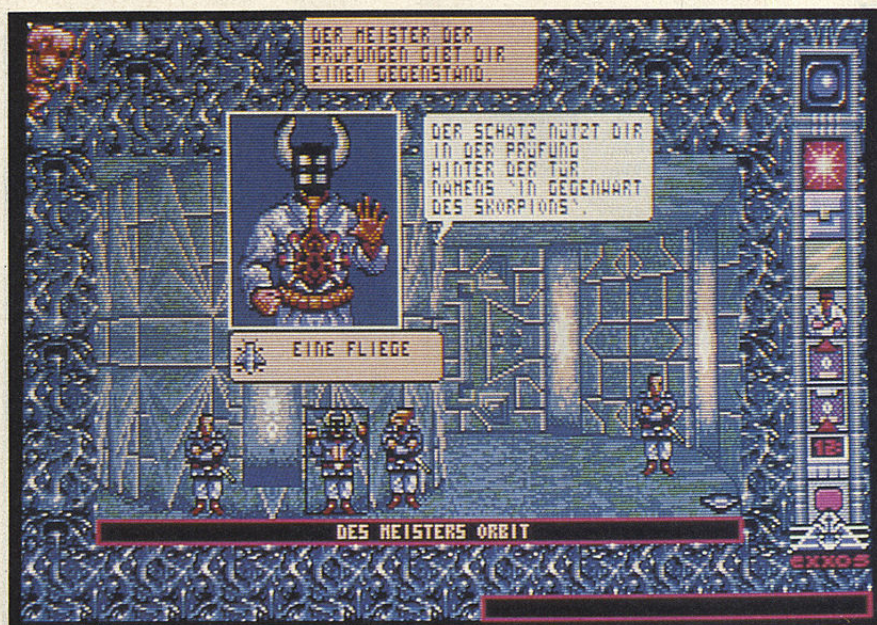 DER MEISTER DER
PRÜFUNGEN GIBT DIR
EINEN GEGENSTAND.
DER SCHATZ NÜTZT DIR
IN DER PRÜFUNG
HINTER DER TÜR
NAMENS "IN GEGENWART
DES SKORPIONS".
EINE FLIEGE
DES MEISTERS ORBIT
EXXOS